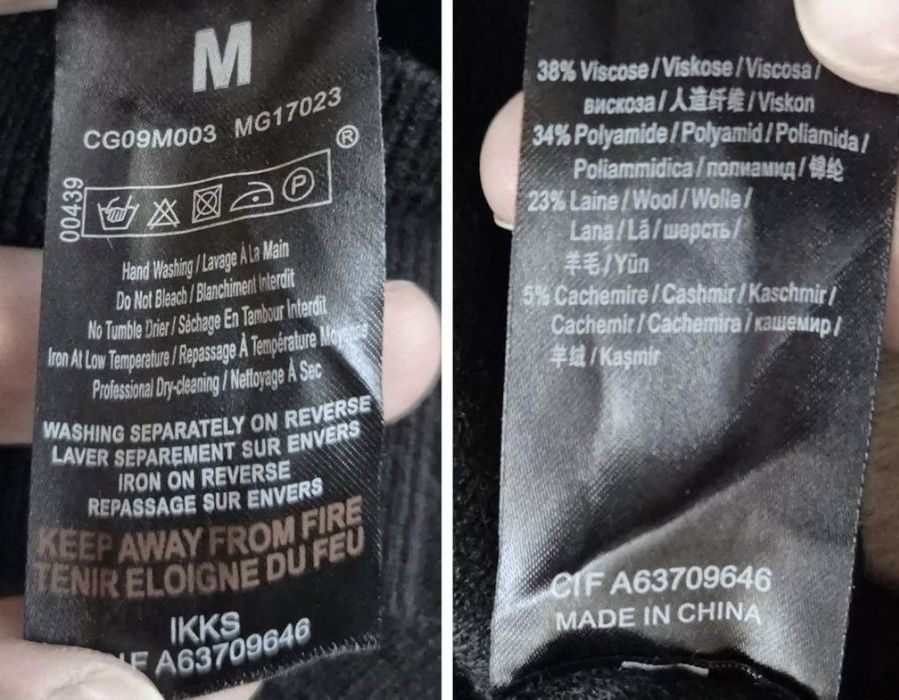 M
CG09M003 MG17023
®
00439
P
Hand Washing / Lavage À La Main
Do Not Bleach / Blanchiment Interdit
No Tumble Drier / Séchage En Tambour Interdit
Iron At Low Temperature / Repassage À Température
Professional Dry-cleaning / Nettoyage À Sec
WASHING SEPARATELY ON REVERSE
LAVER SEPAREMENT SUR ENVERS
IRON ON REVERSE
REPASSAGE SUR ENVERS
KEEP AWAY FROM FIRE
TENIR ELOIGNE DU FEU
IKKS
A63709646
38% Viscose / Viskose / Viscosa /
вискоза / 人造纤维 / Viskon
34% Polyamide / Polyamid / Poliamida /
Poliammidica / полиамид / 锦纶
23% Laine / Wool / Wolle /
Lana / Lã / шерсть /
羊毛 / Yün
5% Cachemire / Cashmir / Kaschmir /
Cachemir / Cachemira / кашемир /
羊绒 / Kaşmir
CIF A63709646
MADE IN CHINA